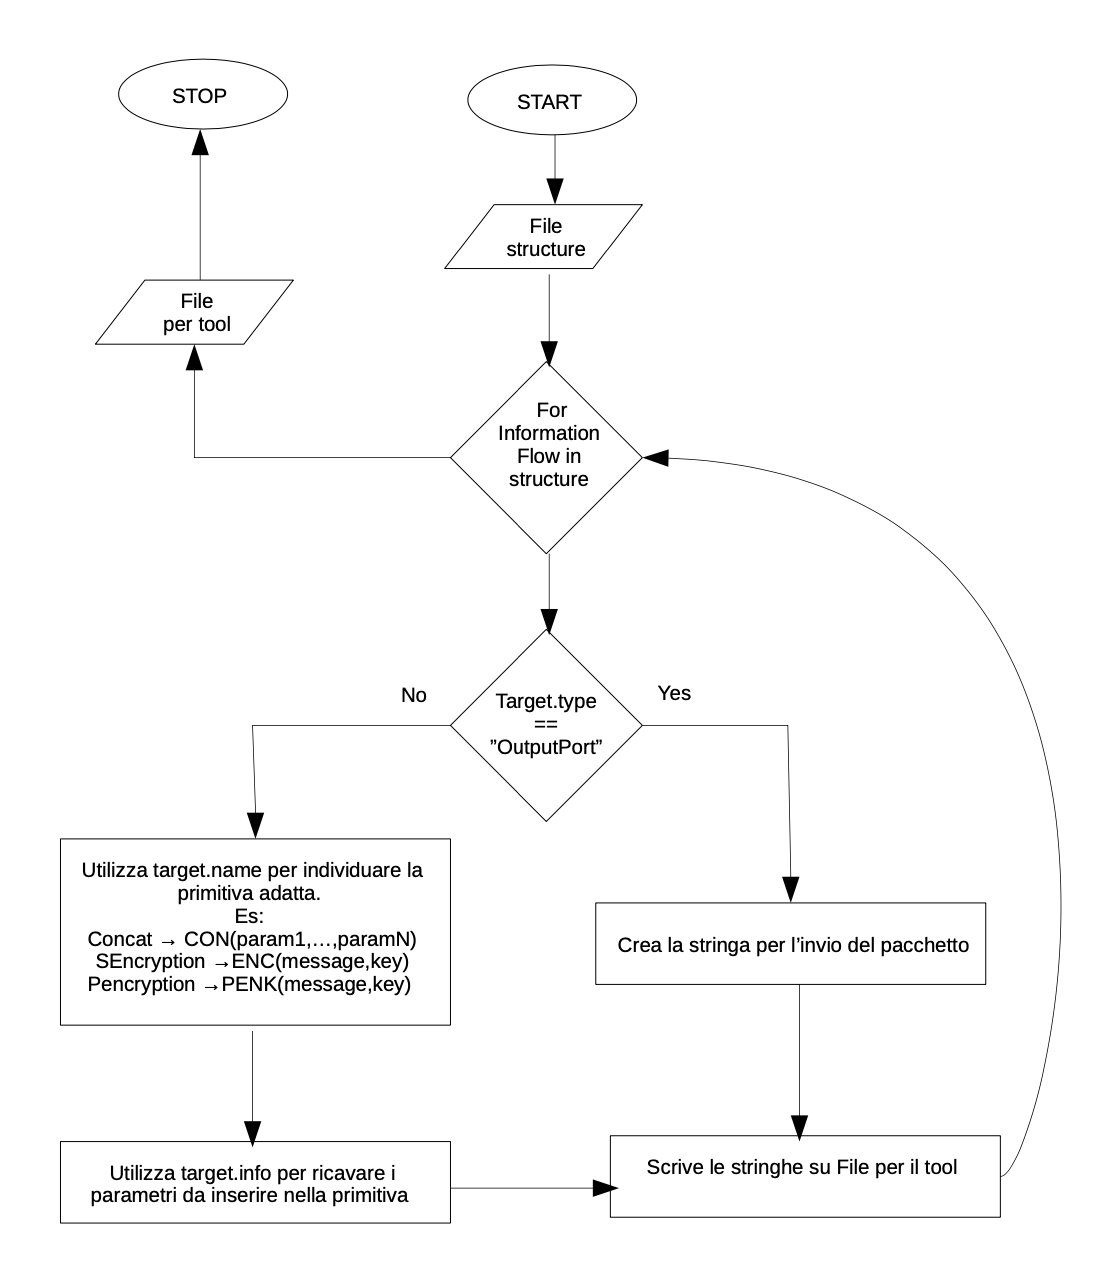 STOP
START
File
structure
File
per tool
For
Information
Flow in
structure
No
Yes
Target.type
==
”OutputPort”
Utilizza target.name per individuare la
primitiva adatta.
Es:
Concat → CON(param1,…,paramN)
SEncryption →ENC(message,key)
Pencryption →PENK(message,key)
Crea la stringa per l’invio del pacchetto
Utilizza target.info per ricavare i
parametri da inserire nella primitiva
Scrive le stringhe su File per il tool